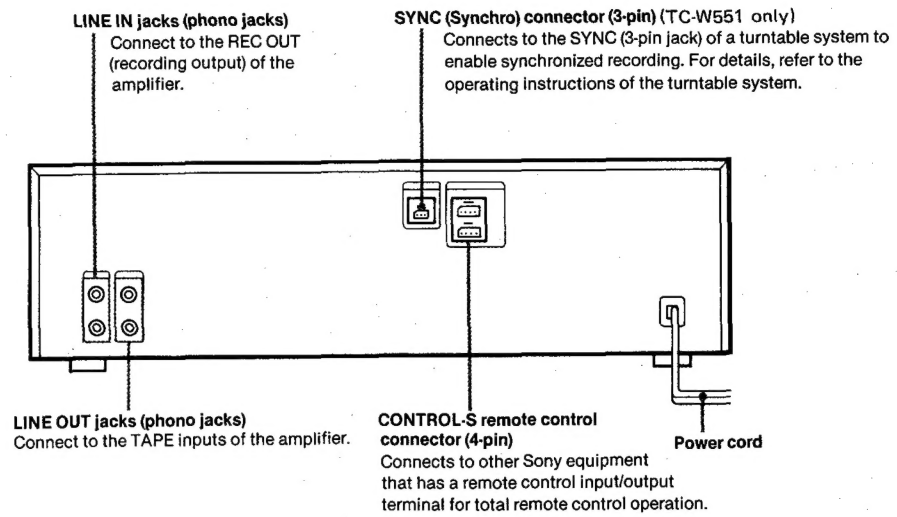 LINE IN jacks (phono jacks)
Connect to the REC OUT
(recording output) of the
amplifier.
SYNC (Synchro) connector (3-pin) (TC-W551 only)
Connects to the SYNC (3-pin jack) of a turntable system to
enable synchronized recording. For details, refer to the
operating instructions of the turntable system.
LINE OUT jacks (phono jacks)
Connect to the TAPE inputs of the amplifier.
CONTROL-S remote control
connector (4-pin)
Connects to other Sony equipment
that has a remote control input/output
terminal for total remote control operation.
Power cord